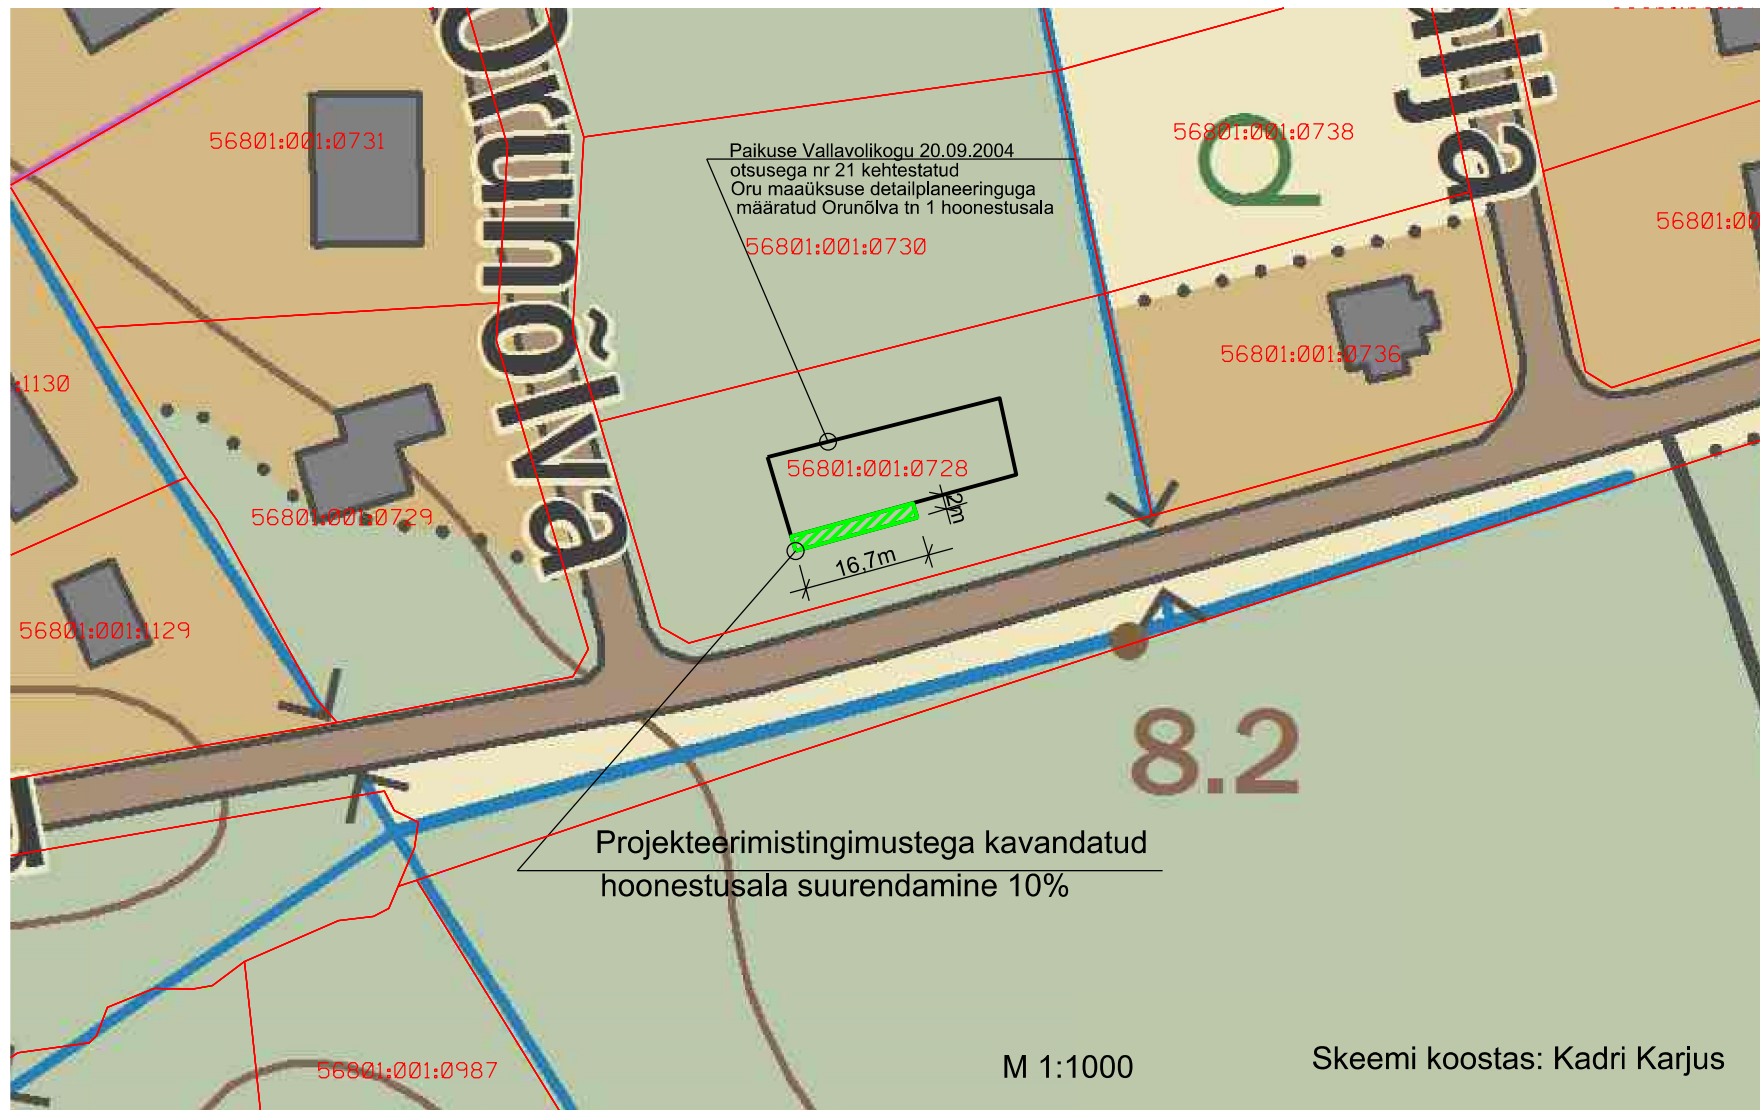 Orunõlva
alja
56801:001:0731
56801:001:0738
Paikuse Vallavolikogu 20.09.2004
otsusega nr 21 kehtestatud
Oru maaüksuse detailplaneeringuga
määratud Orunõlva tn 1 hoonestusala
56801:001:0730
56801:00
56801:001:0736
:1130
56801:001:0728
2m
56801:001:0729
16,7m
56801:001:1129
8.2
Projekteerimistingimustega kavandatud
hoonestusala suurendamine 10%
56801:001:0987
M 1:1000
Skeemi koostas: Kadri Karjus